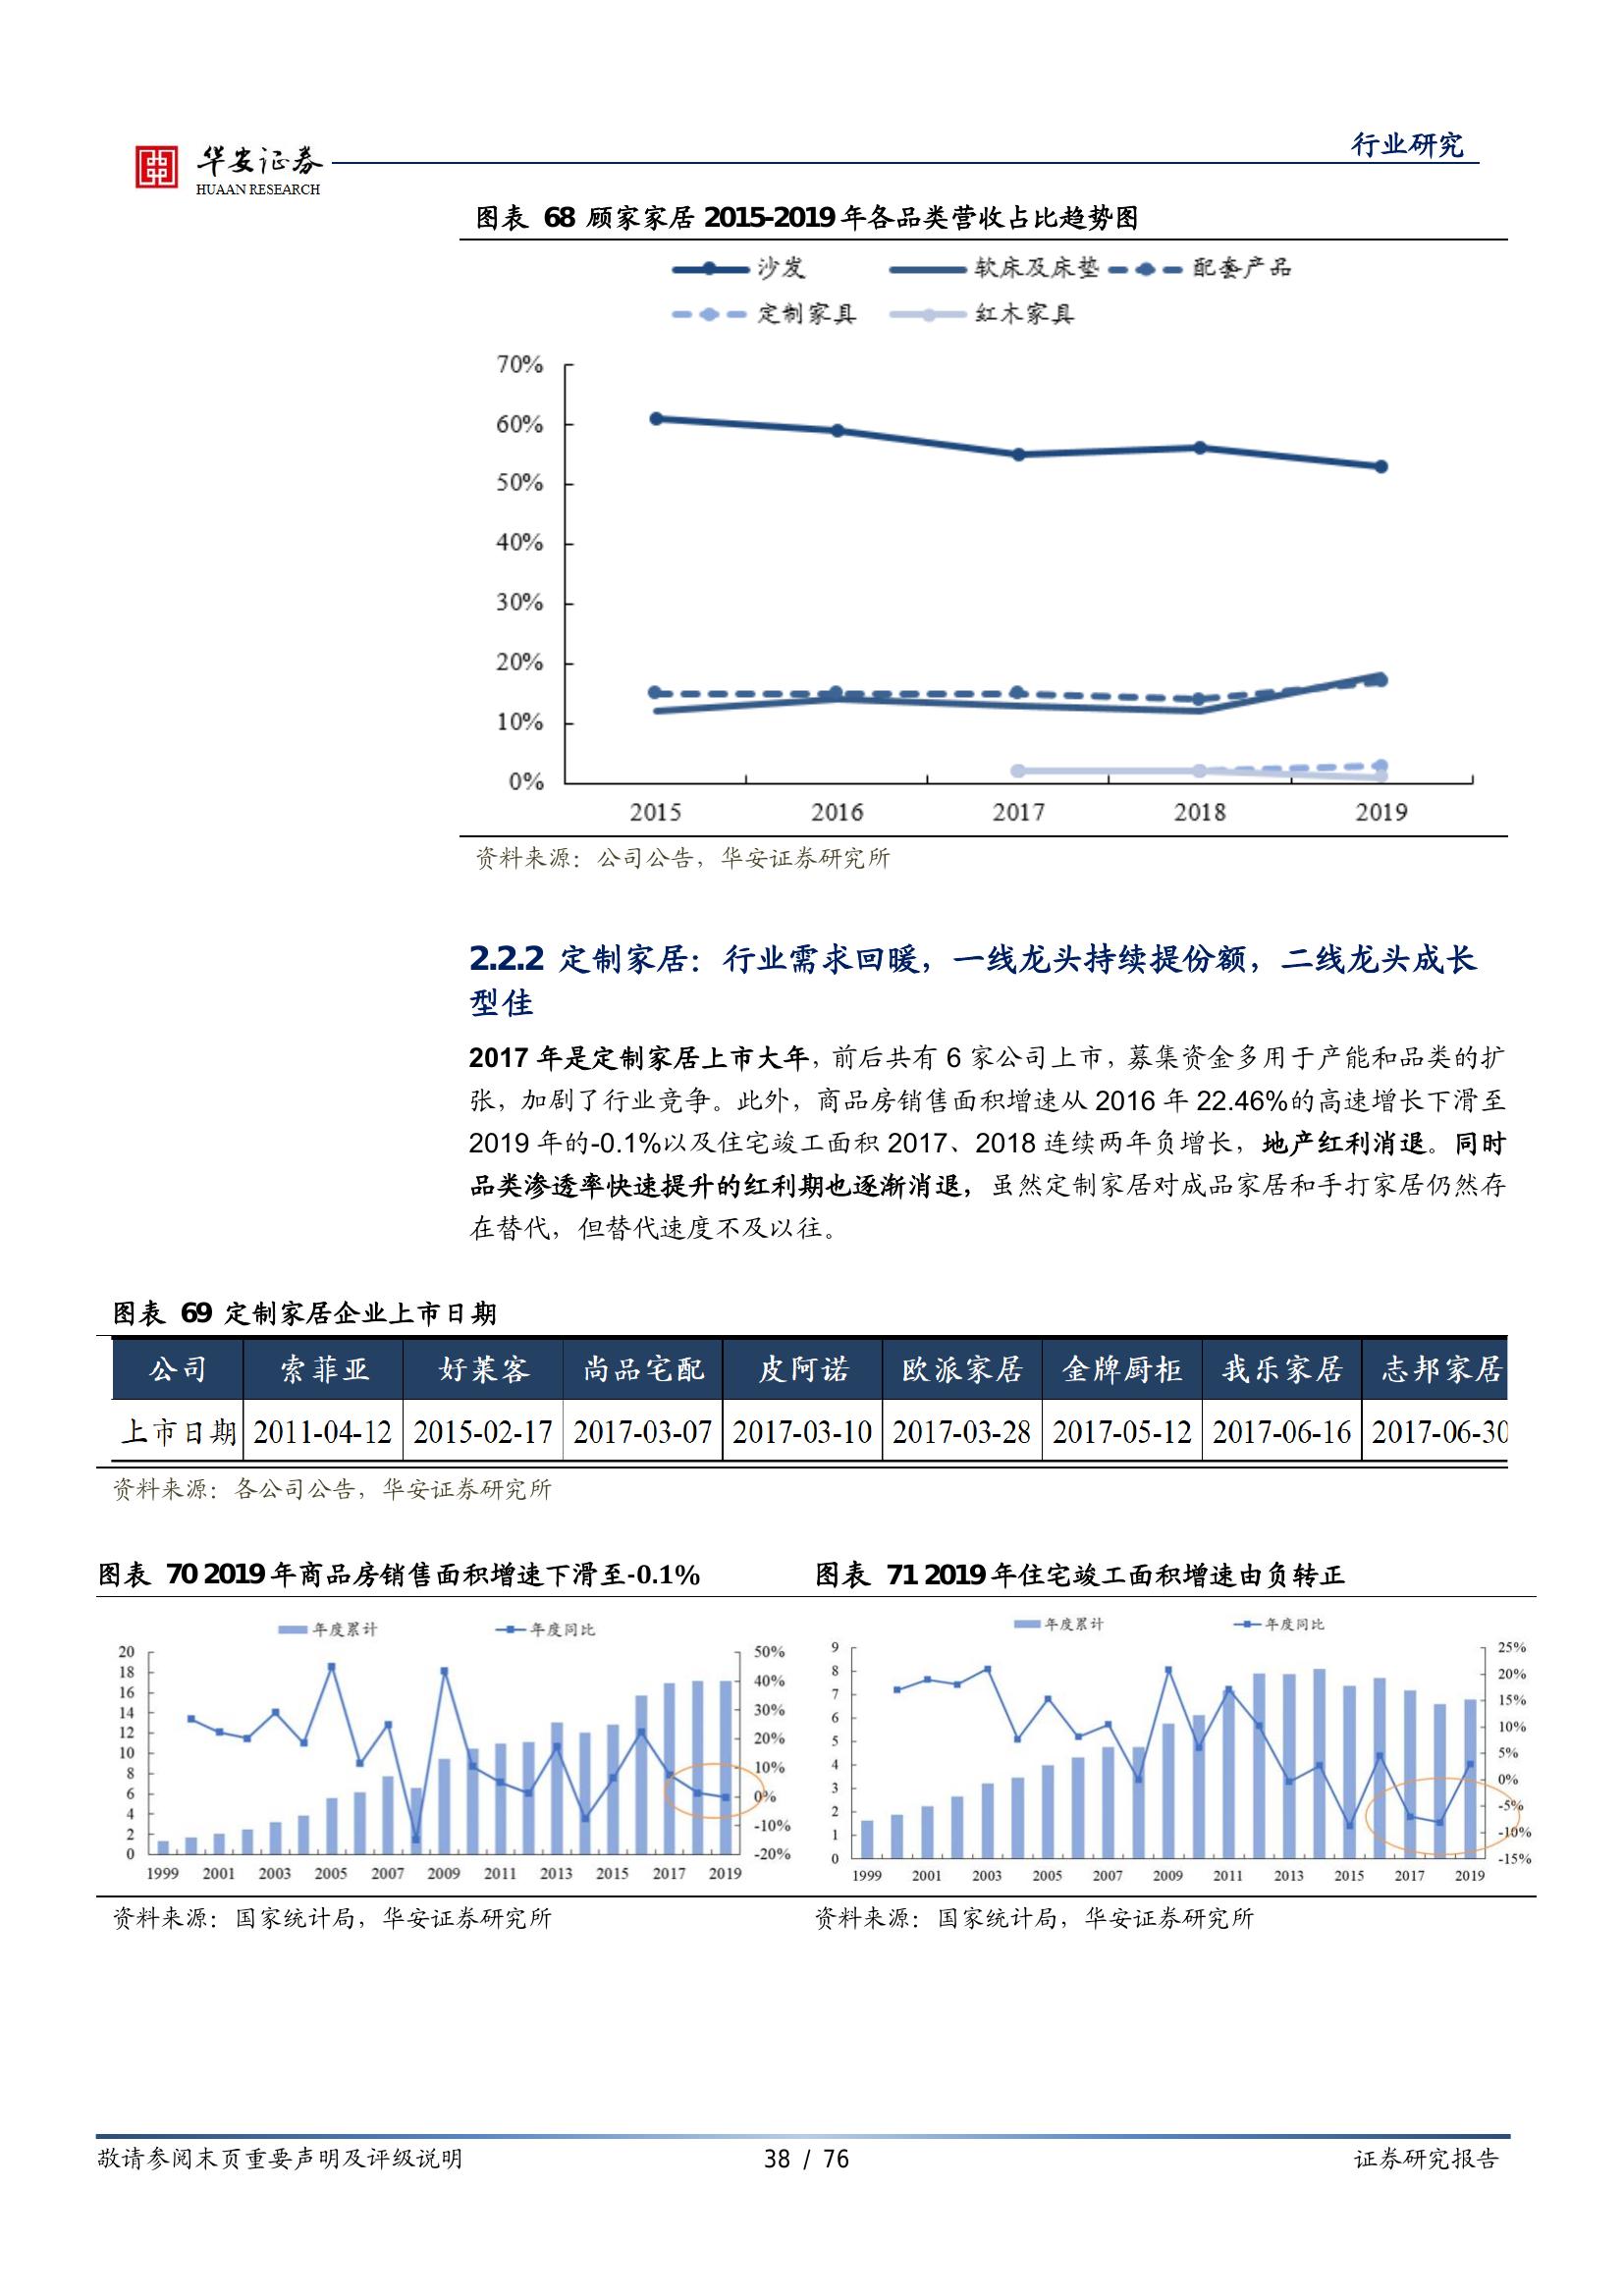 华安证券
HUAAN RESEARCH
行业研究
图表 68 顾家家居 2015-2019 年各品类营收占比趋势图
沙发 软床及床垫 配套产品
定制家具 红木家具
70%
60%
50%
40%
30%
20%
10%
0%
2015 2016 2017 2018 2019
资料来源：公司公告，华安证券研究所
2.2.2 定制家居：行业需求回暖，一线龙头持续提份额，二线龙头成长
型佳
2017 年是定制家居上市大年，前后共有 6 家公司上市，募集资金多用于产能和品类的扩
张，加剧了行业竞争。此外，商品房销售面积增速从 2016 年 22.46%的高速增长下滑至
2019 年的-0.1%以及住宅竣工面积 2017、2018 连续两年负增长，地产红利消退。同时
品类渗透率快速提升的红利期也逐渐消退，虽然定制家居对成品家居和手打家居仍然存
在替代，但替代速度不及以往。
图表 69 定制家居企业上市日期
公司 索菲亚 好莱客 尚品宅配 皮阿诺 欧派家居 金牌厨柜 我乐家居 志邦家居
上市日期 2011-04-12 2015-02-17 2017-03-07 2017-03-10 2017-03-28 2017-05-12 2017-06-16 2017-06-30
资料来源：各公司公告，华安证券研究所
图表 70 2019 年商品房销售面积增速下滑至-0.1%
年度累计 年度同比
20
18
16
14
12
10
8
6
4
2
0
50%
40%
30%
20%
10%
0%
-10%
-20%
1999 2001 2003 2005 2007 2009 2011 2013 2015 2017 2019
资料来源：国家统计局，华安证券研究所
图表 71 2019 年住宅竣工面积增速由负转正
年度累计 年度同比
9
8
7
6
5
4
3
2
1
0
25%
20%
15%
10%
5%
0%
-5%
-10%
-15%
1999 2001 2003 2005 2007 2009 2011 2013 2015 2017 2019
资料来源：国家统计局，华安证券研究所
敬请参阅末页重要声明及评级说明 38 / 76 证券研究报告